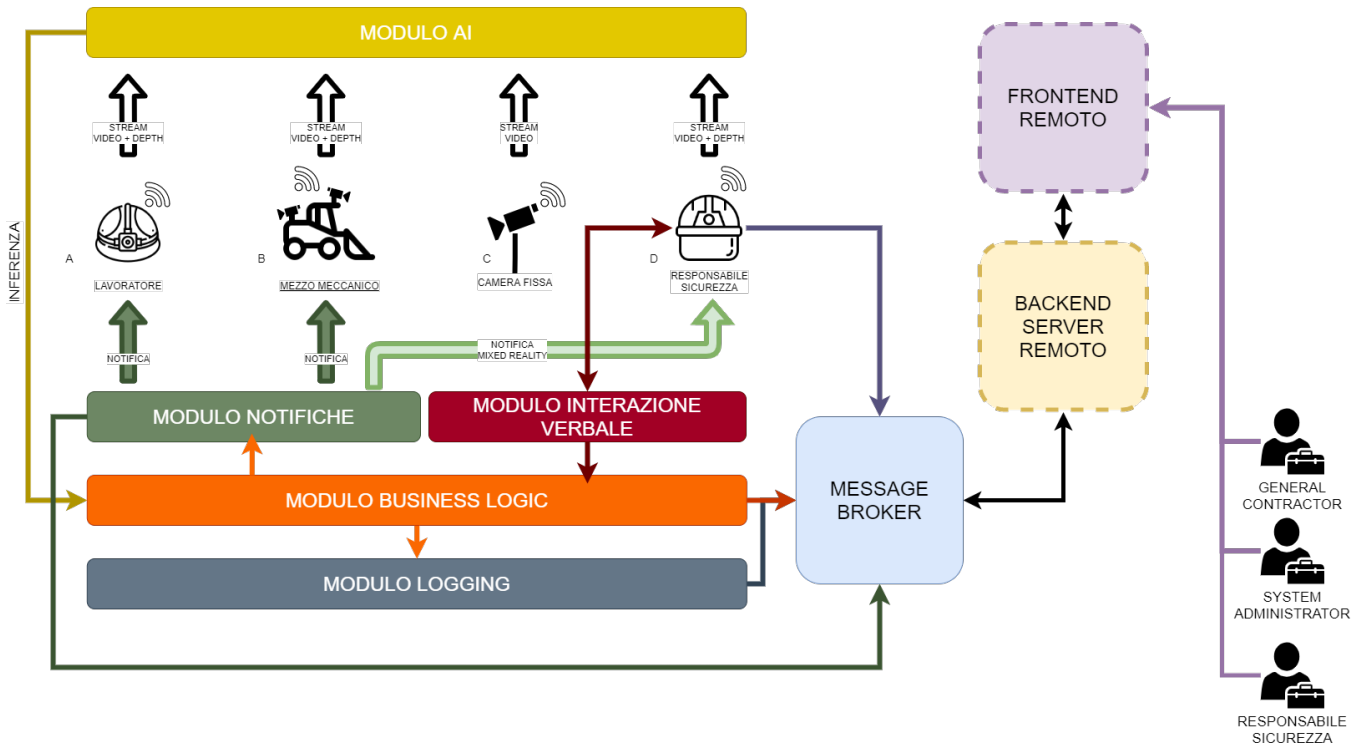 MODULO AI
FRONTEND
REMOTO
STREAM
VIDEO + DEPTH
STREAM
VIDEO + DEPTH
STREAM
VIDEO
STREAM
VIDEO + DEPTH
INFERENZA
A
B
C
D
LAVORATORE
MEZZO MECCANICO
CAMERA FISSA
RESPONSABILE
SICUREZZA
BACKEND
SERVER
REMOTO
NOTIFICA
NOTIFICA
NOTIFICA
MIXED REALITY
MODULO NOTIFICHE
MODULO INTERAZIONE
VERBALE
MODULO BUSINESS LOGIC
MESSAGE
BROKER
MODULO LOGGING
GENERAL
CONTRACTOR
SYSTEM
ADMINISTRATOR
RESPONSABILE
SICUREZZA